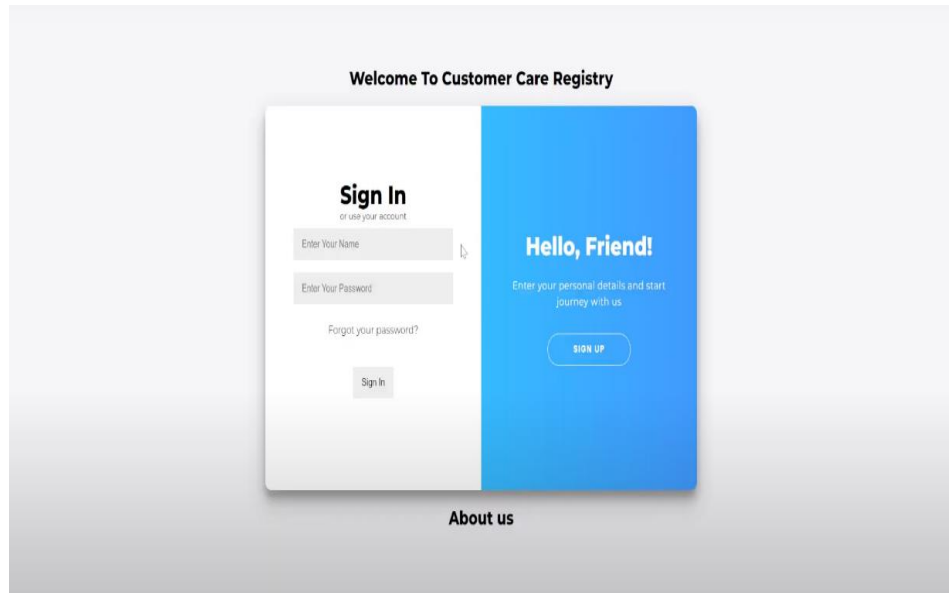 Welcome To Customer Care Registry
Sign In
or use your account
Enter Your Name
Enter Your Password
Forgot your password?
Sign In
Hello, Friend!
Enter your personal details and start
journey with us
SIGN UP
About us